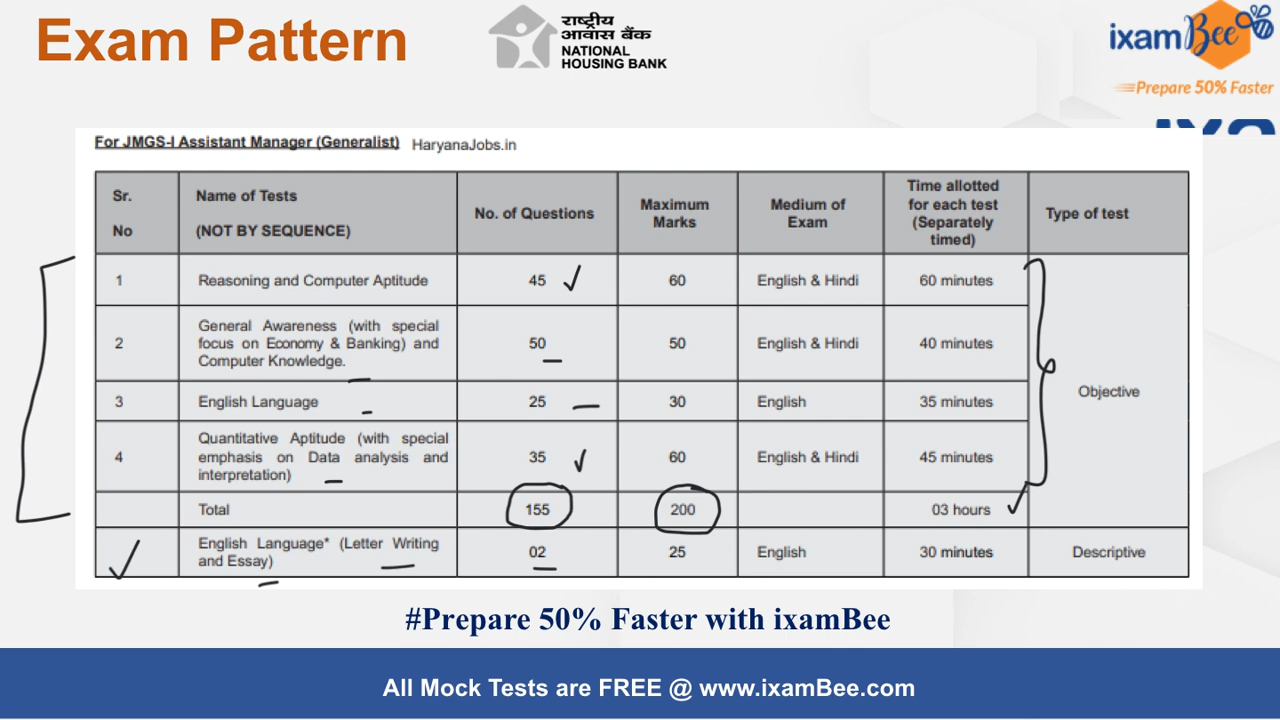 Exam Pattern
राष्ट्रीय
आवास बैंक
NATIONAL
HOUSING BANK
ixamBee
Prepare 50% Faster
For JMGS-I Assistant Manager (Generalist) HaryanaJobs.in
Sr.
No
Name of Tests
(NOT BY SEQUENCE)
No. of Questions
Maximum
Marks
Medium of
Exam
Time allotted
for each test
(Separately
timed)
Type of test
1
Reasoning and Computer Aptitude
45
60
English & Hindi
60 minutes
2
General Awareness (with special
focus on Economy & Banking) and
Computer Knowledge.
50
50
English & Hindi
40 minutes
3
English Language
25
30
English
35 minutes
Objective
4
Quantitative Aptitude (with special
emphasis on Data analysis and
interpretation)
35
60
English & Hindi
45 minutes
Total
155
200
03 hours
English Language* (Letter Writing
and Essay)
02
25
English
30 minutes
Descriptive
#Prepare 50% Faster with ixamBee
All Mock Tests are FREE @ www.ixamBee.com